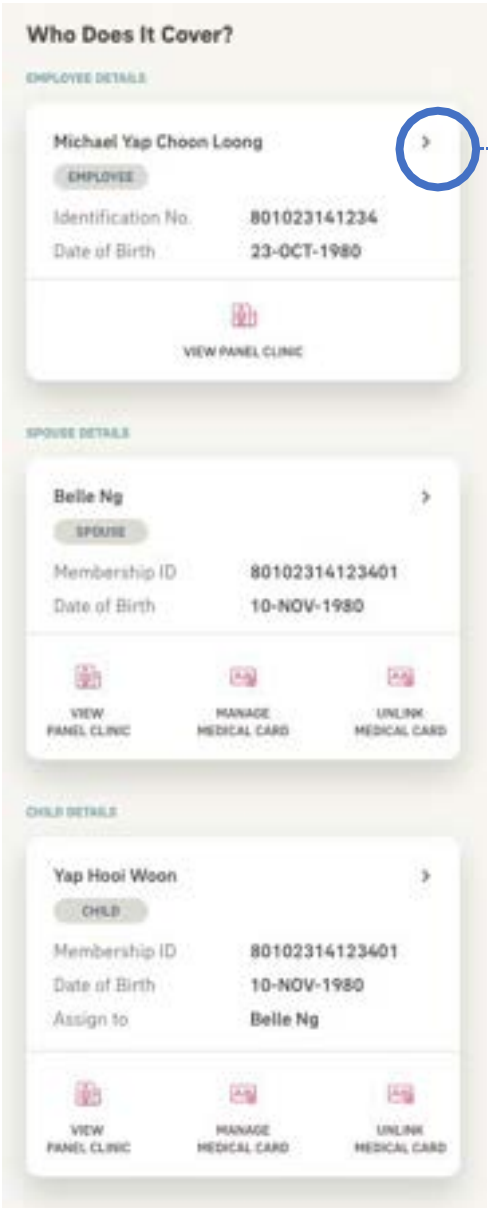 Who Does It Cover?
EMPLOYEE DETAILS
Michael Yap Choon Loong
EMPLOYEE
Identification No. 801023141234
Date of Birth 23-OCT-1980
VIEW PANEL CLINIC
SPOUSE DETAILS
Belle Ng
SPOUSE
Membership ID 80102314123401
Date of Birth 10-NOV-1980
VIEW
PANEL CLINIC
MANAGE
MEDICAL CARD
UNLINK
MEDICAL CARD
CHILD DETAILS
Yap Hooi Woon
CHILD
Membership ID 80102314123401
Date of Birth 10-NOV-1980
Assign to Belle Ng
VIEW
PANEL CLINIC
MANAGE
MEDICAL CARD
UNLINK
MEDICAL CARD